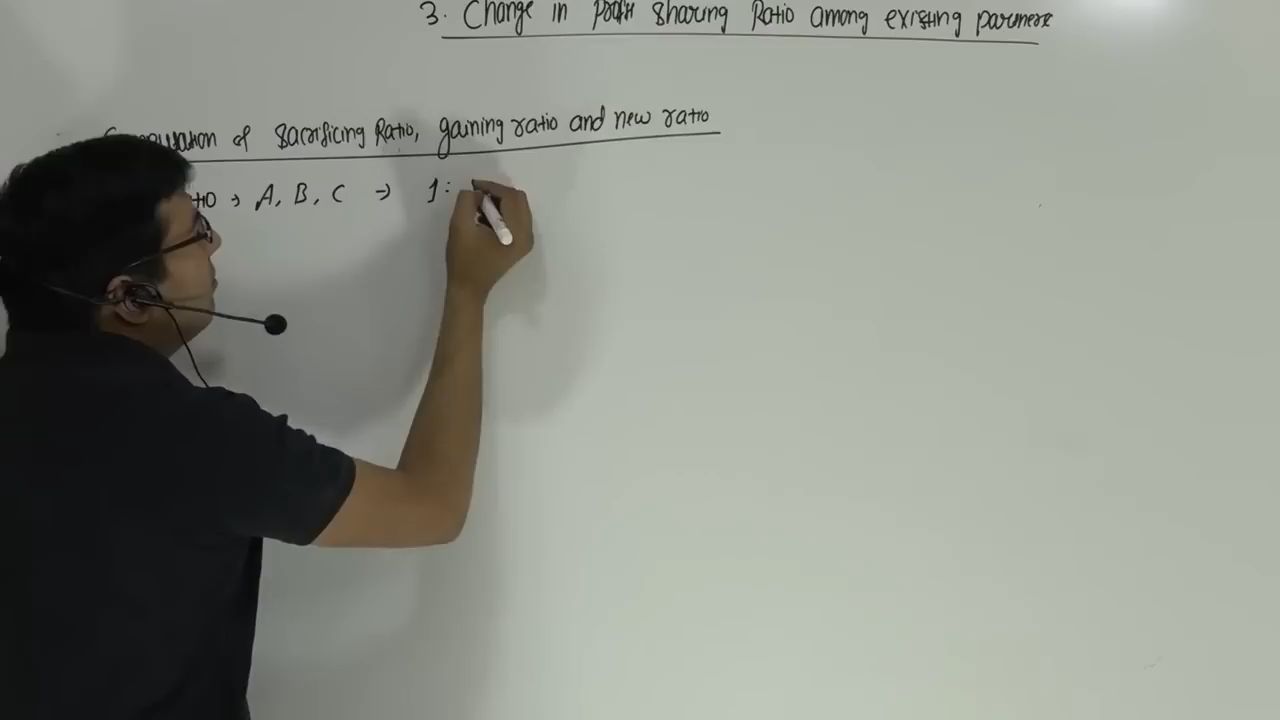 3. Change in Profit Sharing Ratio among existing partners
of Sacrificing Ratio, gaining ratio and new ratio
→ A, B, C → 1: